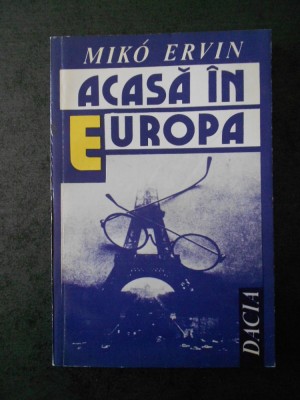 MIKÓ ERVIN
ACASĂ ÎN
EUROPA
DACIA